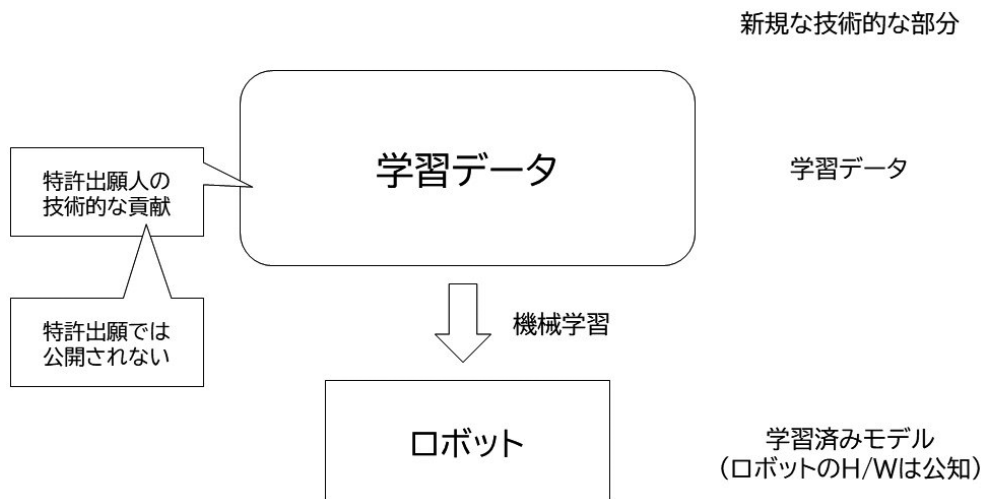 新規な技術的な部分
学習データ
学習データ
特許出願人の
技術的な貢献
特許出願では
公開されない
機械学習
ロボット
学習済みモデル
（ロボットのH/Wは公知）